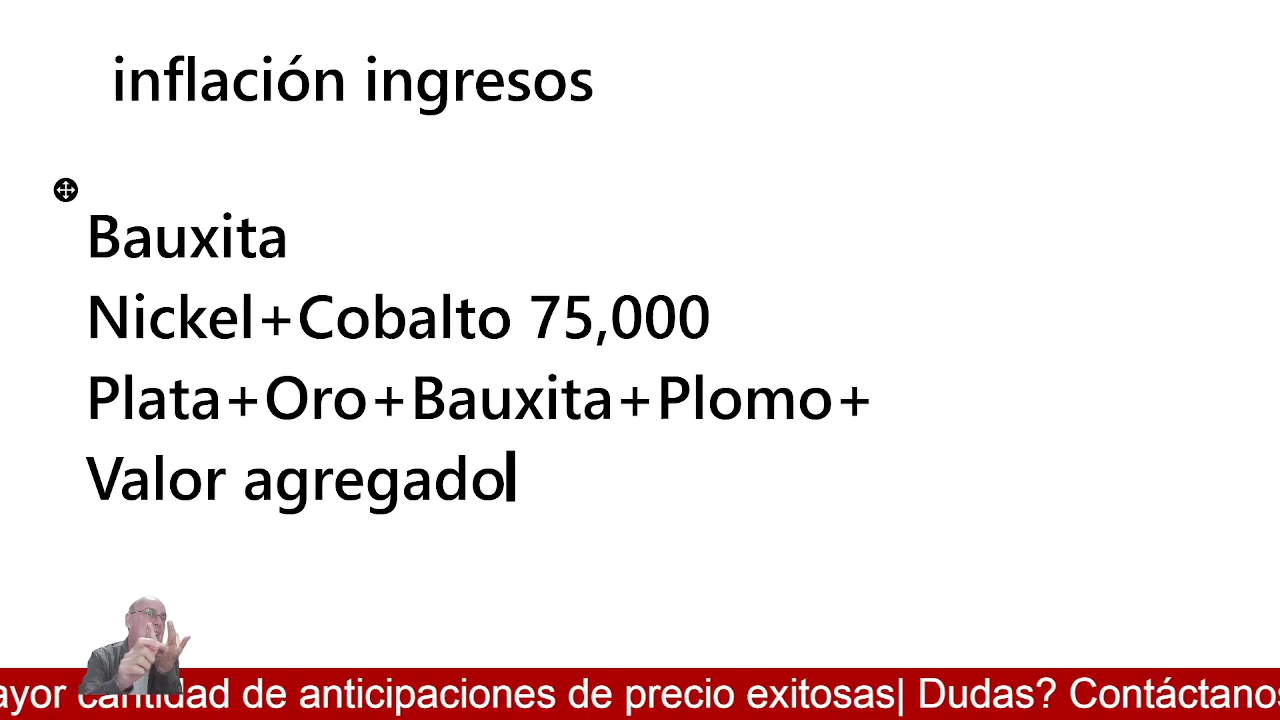 inflación ingresos
Bauxita
Nickel+Cobalto 75,000
Plata+Oro+Bauxita+Plomo+
Valor agregado
ayor cantidad de anticipaciones de precio exitosas| Dudas? Contáctanos